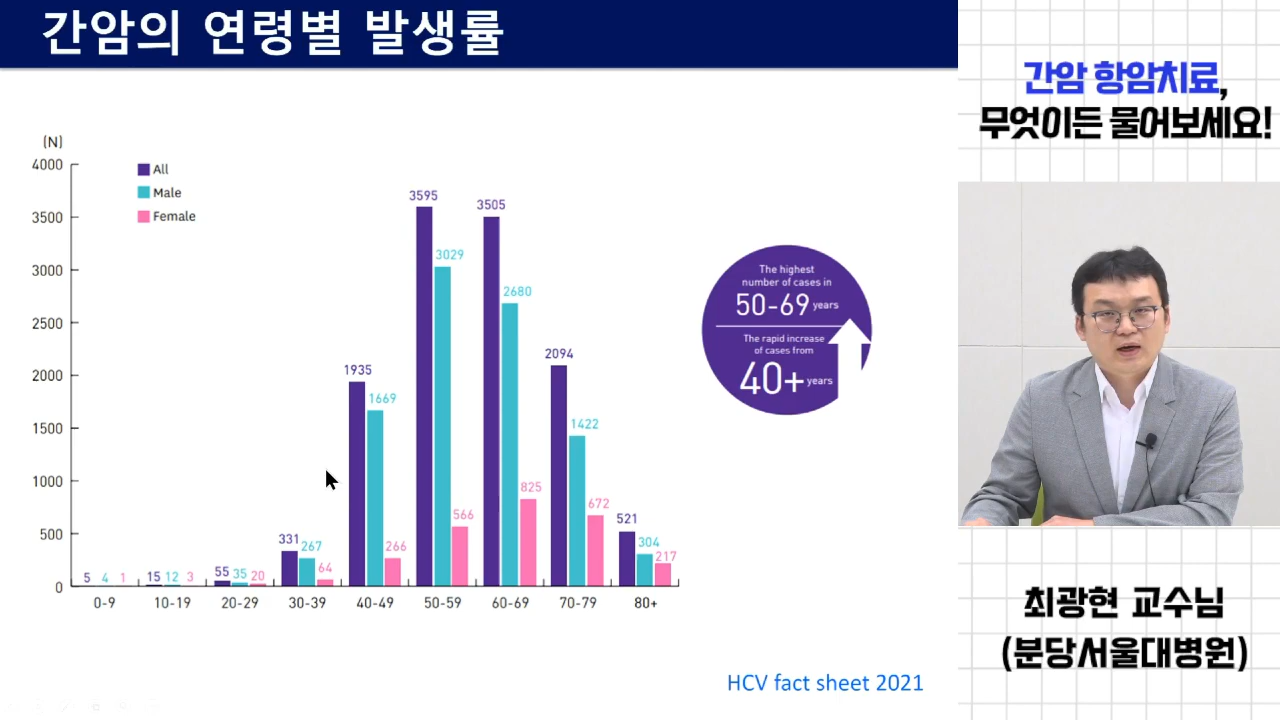 간암의 연령별 발생률
(N)
4000
3500
3000
2500
2000
1500
1000
500
0
All
Male
Female
5 4 1
15 12 3
55 35 20
331 267 64
1935 1669 266
3595 3029 566
3505 2680 825
2094 1422 672
521 304 217
0-9 10-19 20-29 30-39 40-49 50-59 60-69 70-79 80+
The highest
number of cases in
50-69 years
The rapid increase
of cases from
40+ years
HCV fact sheet 2021
간암 항암치료,
무엇이든 물어보세요!
최광현 교수님
(분당서울대병원)